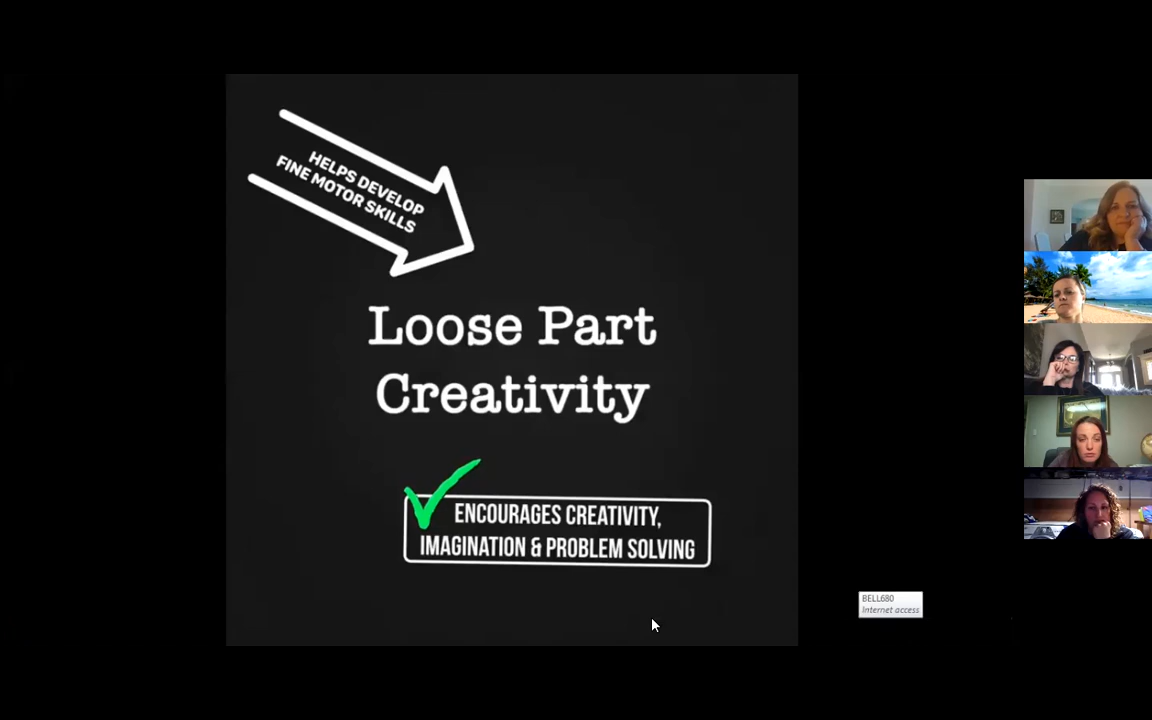 HELPS DEVELOP
FINE MOTOR SKILLS
Loose Part
Creativity
ENCOURAGES CREATIVITY,
IMAGINATION & PROBLEM SOLVING
BELL680
Internet access